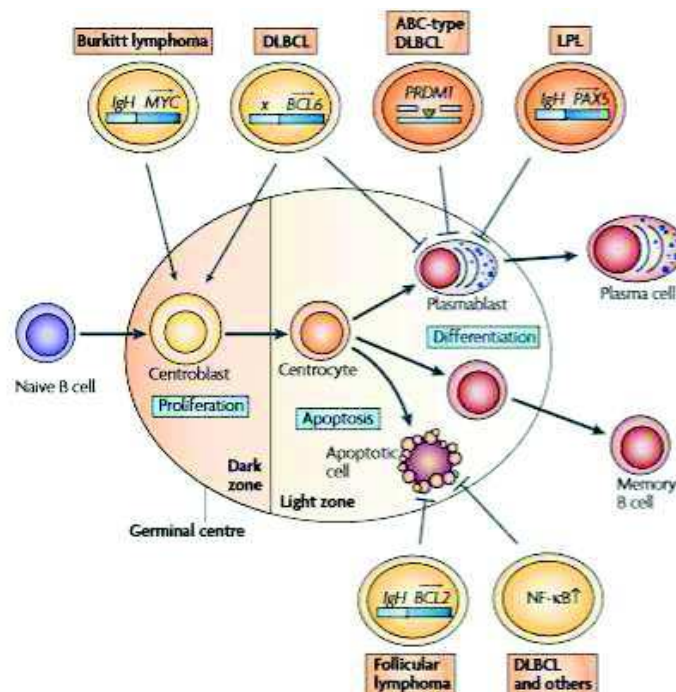 Burkitt lymphoma
DLBCL
ABC-type
DLBCL
LPL
IgH MYC
x BCL6
PRDM1
IgH PAX5
Naive B cell
Centroblast
Proliferation
Centrocyte
Plasmablast
Differentiation
Plasma cell
Apoptosis
Apoptotic
cell
Dark
zone
Light zone
Germinal centre
Memory
B cell
IgH BCL2
NF-κB↑
Follicular
lymphoma
DLBCL
and others